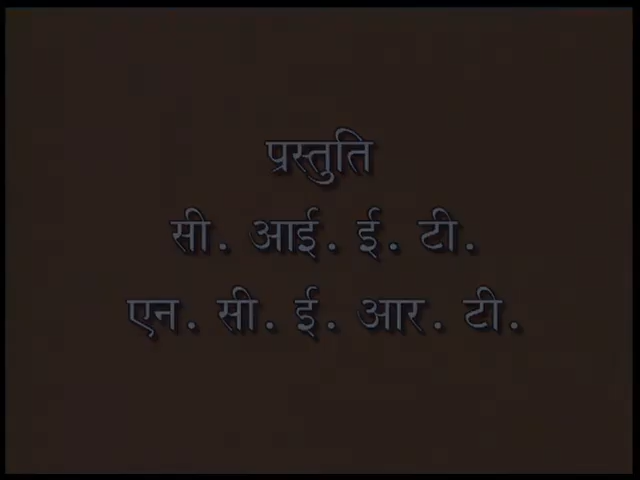 प्रस्तुति
सी. आई. ई. टी.
एन. सी. ई. आर. टी.